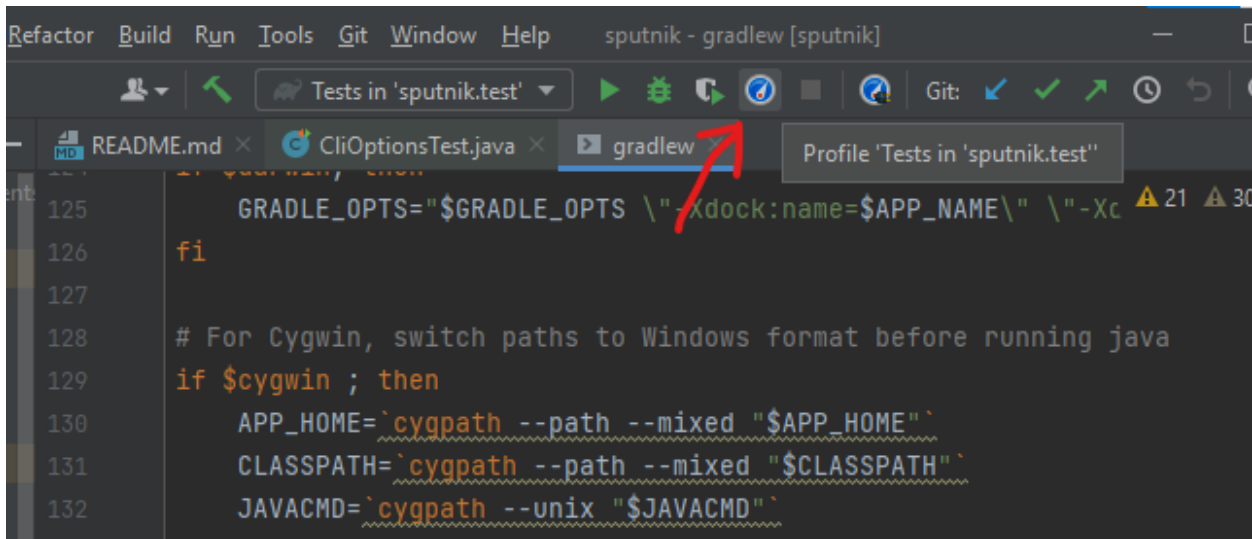 Refactor Build Run Tools Git Window Help sputnik - gradlew [sputnik]
Tests in 'sputnik.test' Git:
MD README.md CliOptionsTest.java gradlew
Profile 'Tests in 'sputnik.test''
125 GRADLE_OPTS="$GRADLE_OPTS \"-Xdock:name=$APP_NAME\" \"-Xd 21 30
126 fi
127
128 # For Cygwin, switch paths to Windows format before running java
129 if $cygwin ; then
130 APP_HOME=`cygpath --path --mixed "$APP_HOME"`
131 CLASSPATH=`cygpath --path --mixed "$CLASSPATH"`
132 JAVACMD=`cygpath --unix "$JAVACMD"`